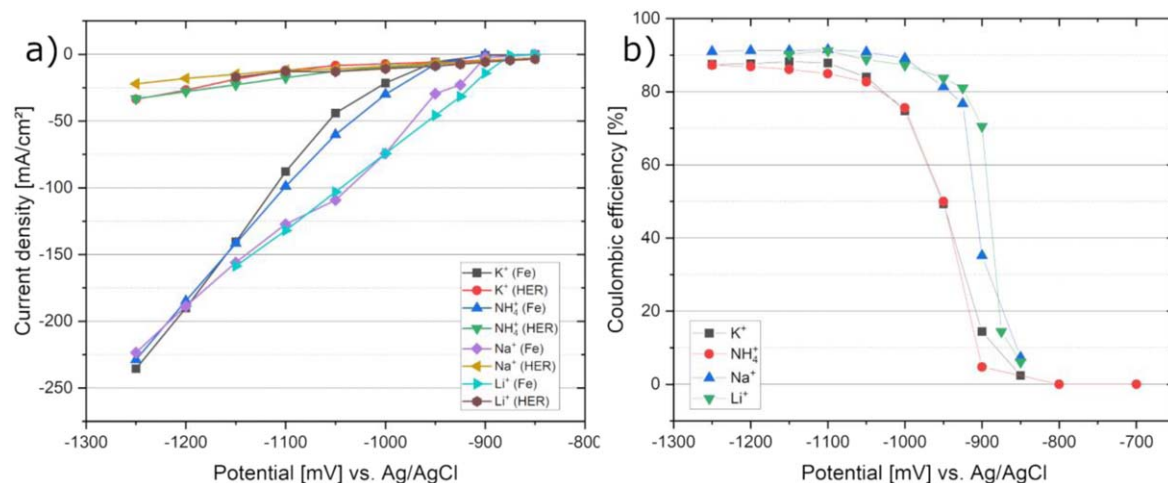 a)
Current density [mA/cm²]
0
-50
-100
-150
-200
-250
-1300 -1200 -1100 -1000 -900 -800
Potential [mV] vs. Ag/AgCl
K⁺ (Fe)
K⁺ (HER)
NH₄⁺ (Fe)
NH₄⁺ (HER)
Na⁺ (Fe)
Na⁺ (HER)
Li⁺ (Fe)
Li⁺ (HER)
b)
Coulombic efficiency [%]
100
80
60
40
20
0
-1300 -1200 -1100 -1000 -900 -800 -700
Potential [mV] vs. Ag/AgCl
K⁺
NH₄⁺
Na⁺
Li⁺